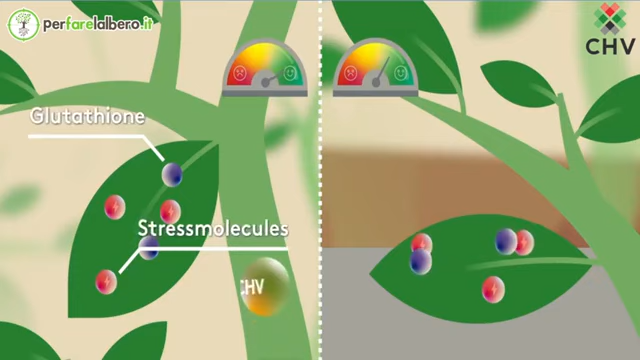 perfarelalbero.it
CHV
Glutathione
Stressmolecules
CHV